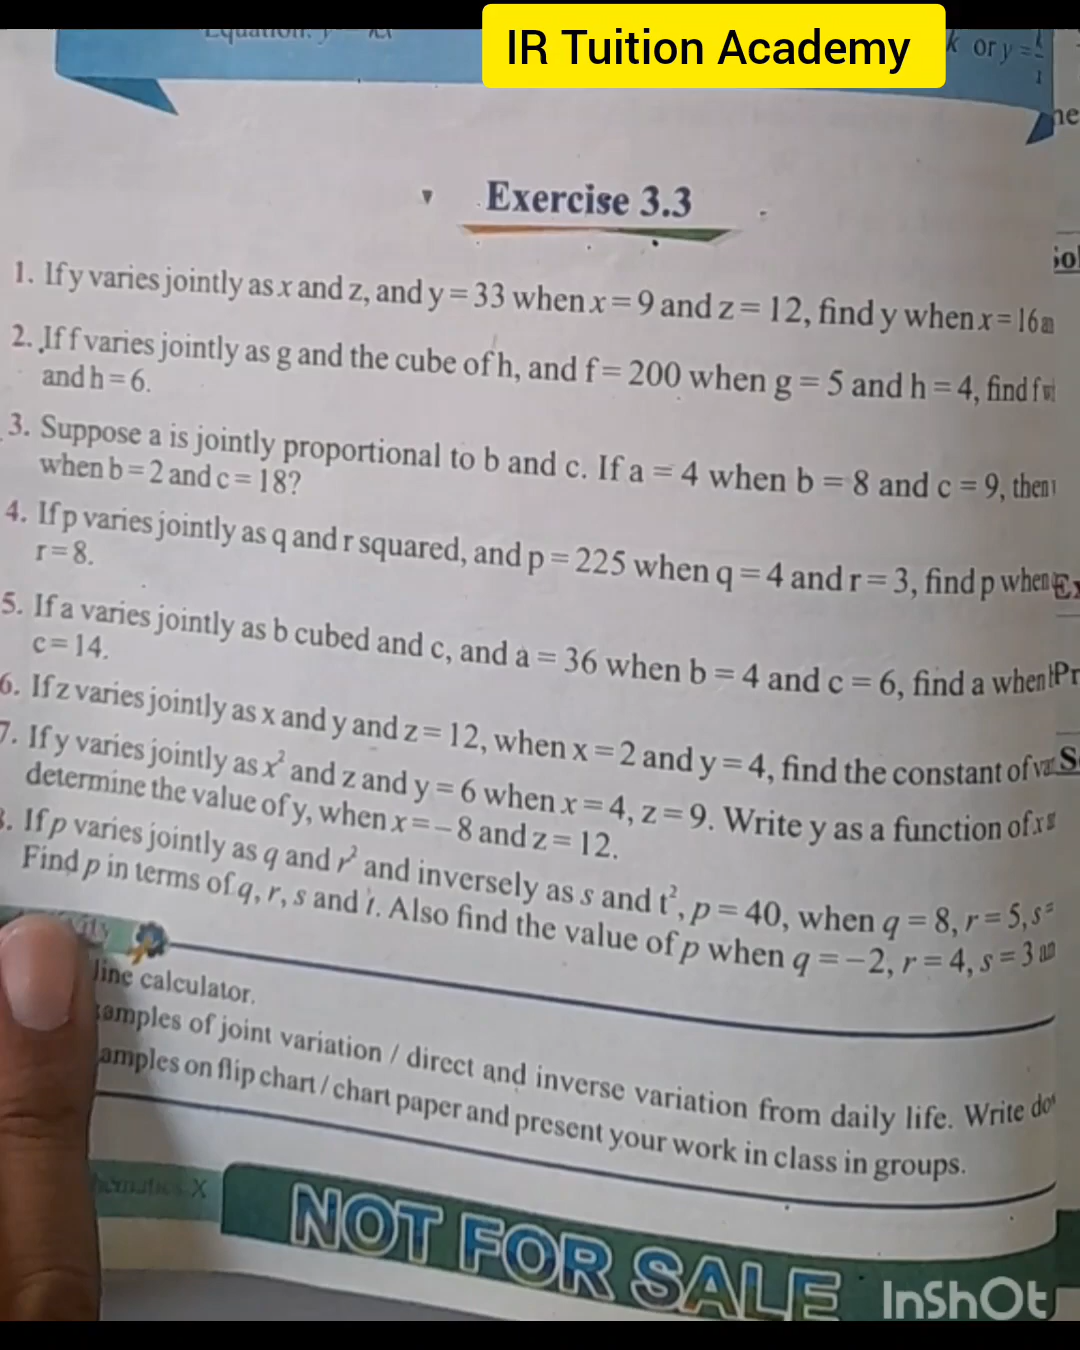 IR Tuition Academy
Equation. y = kx
k or y = k
he
Exercise 3.3
1. If y varies jointly as x and z, and y = 33 when x = 9 and z = 12, find y when x = 16
2. If f varies jointly as g and the cube of h, and f = 200 when g = 5 and h = 4, find f
and h = 6.
3. Suppose a is jointly proportional to b and c. If a = 4 when b = 8 and c = 9, then
when b = 2 and c = 18?
4. If p varies jointly as q and r squared, and p = 225 when q = 4 and r = 3, find p when
r = 8.
5. If a varies jointly as b cubed and c, and a = 36 when b = 4 and c = 6, find a when
c = 14.
6. If z varies jointly as x and y and z = 12, when x = 2 and y = 4, find the constant of
7. If y varies jointly as x² and z and y = 6 when x = 4, z = 9. Write y as a function of x
determine the value of y, when x = -8 and z = 12.
. If p varies jointly as q and r² and inversely as s and t², p = 40, when q = 8, r = 5, s =
Find p in terms of q, r, s and t. Also find the value of p when q = -2, r = 4, s = 3
line calculator.
amples of joint variation / direct and inverse variation from daily life. Write
amples on flip chart / chart paper and present your work in class in groups.
hematics X
NOT FOR SALE
InShOt